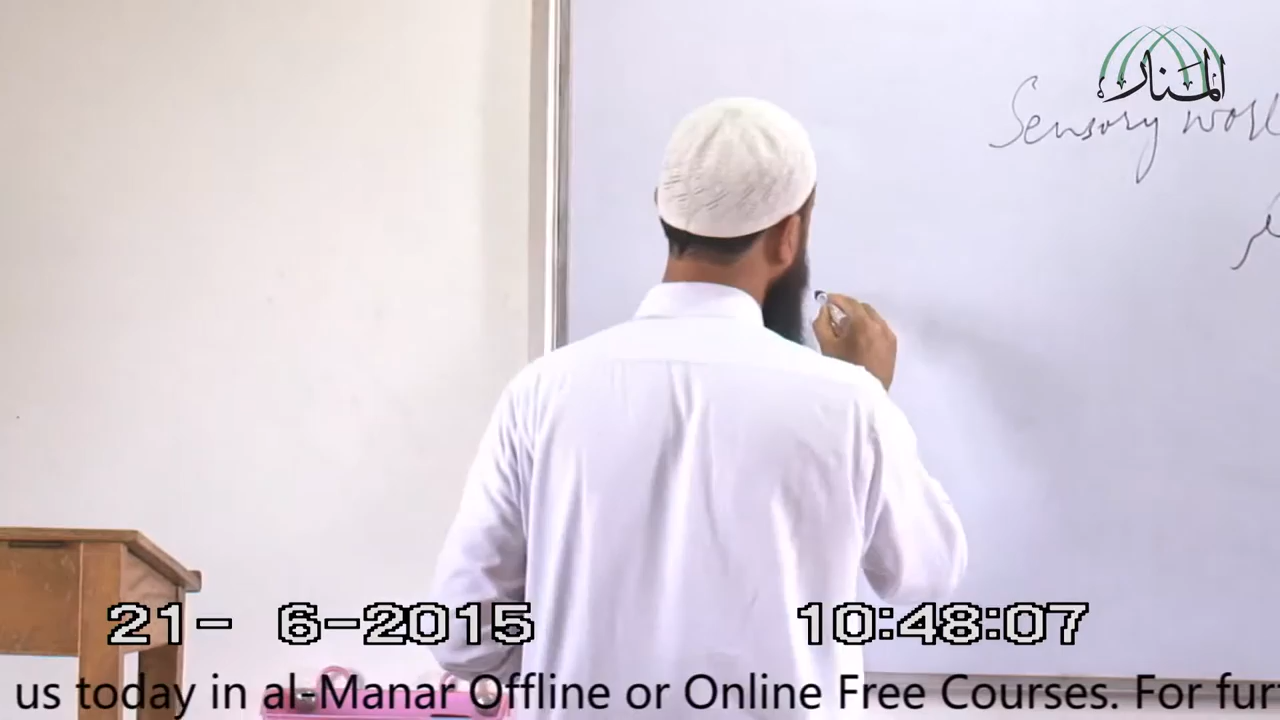 المنار
Sensory
21- 6-2015
10:48:07
us today in al-Manar Offline or Online Free Courses. For